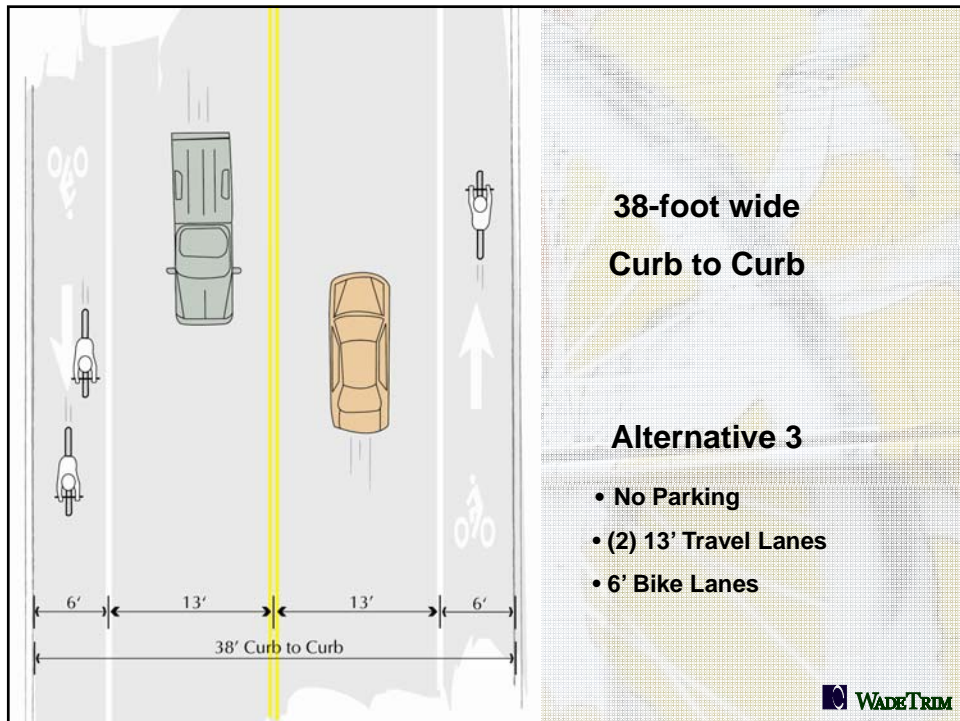 6′ 13′ 13′ 6′
38′ Curb to Curb
38-foot wide
Curb to Curb
Alternative 3
• No Parking
• (2) 13’ Travel Lanes
• 6’ Bike Lanes
WADETRIM